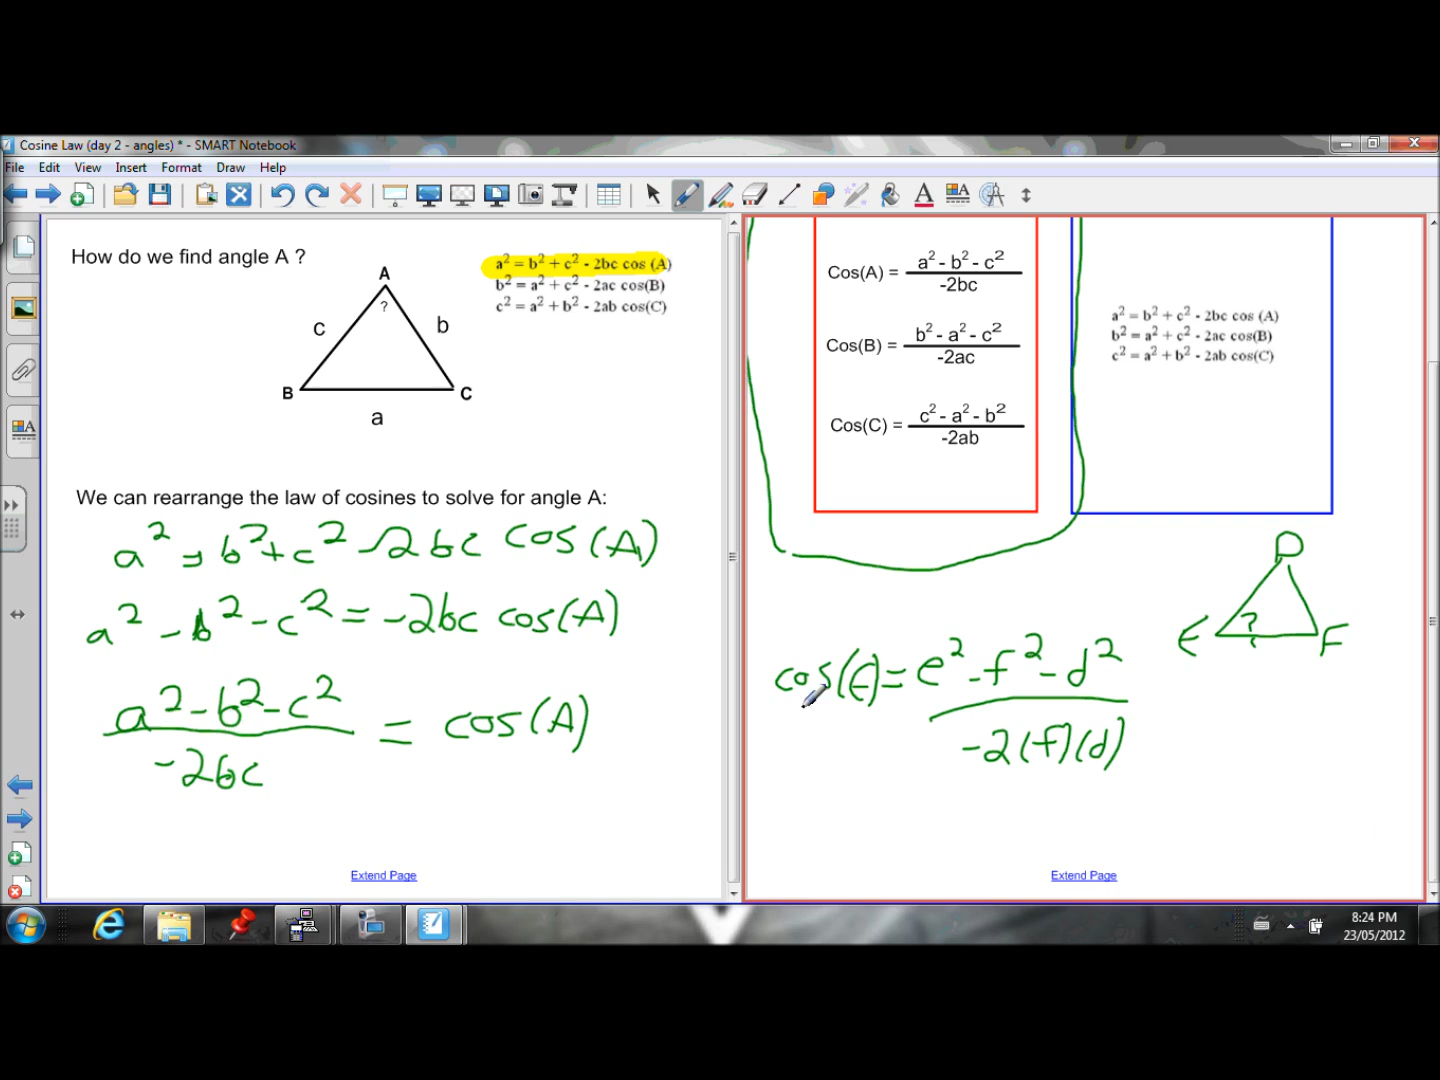 Cosine Law (day 2 - angles) * - SMART Notebook
File Edit View Insert Format Draw Help
How do we find angle A ?
A
?
c
b
B
C
a
a² = b² + c² - 2bc cos (A)
b² = a² + c² - 2ac cos(B)
c² = a² + b² - 2ab cos(C)
We can rearrange the law of cosines to solve for angle A:
a² = b² + c² - 2bc cos(A)
a² - b² - c² = -2bc cos(A)
a² - b² - c² = cos(A)
-2bc
Extend Page
Cos(A) = a² - b² - c²
-2bc
Cos(B) = b² - a² - c²
-2ac
Cos(C) = c² - a² - b²
-2ab
a² = b² + c² - 2bc cos (A)
b² = a² + c² - 2ac cos(B)
c² = a² + b² - 2ab cos(C)
D
?
E
F
cos(E) = e² - f² - d²
-2(f)(d)
Extend Page
8:24 PM
23/05/2012